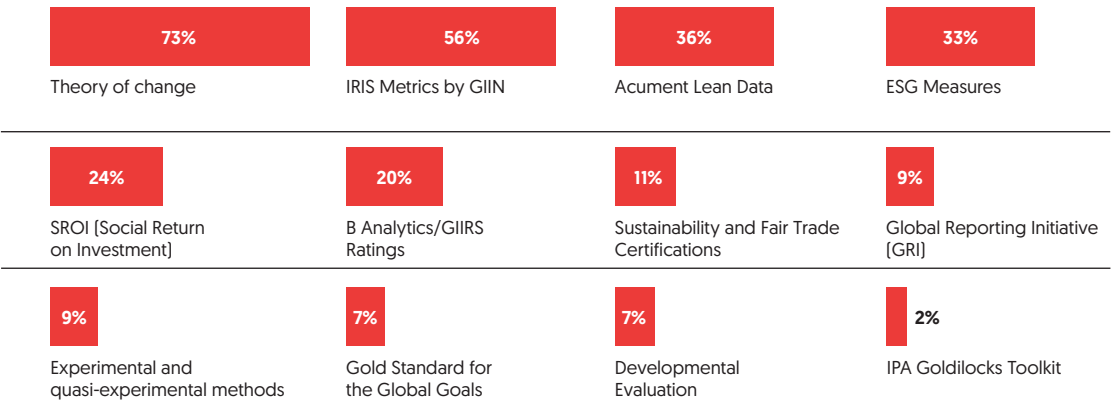 73%
56%
36%
33%
Theory of change
IRIS Metrics by GIIN
Acument Lean Data
ESG Measures
24%
20%
11%
9%
SROI (Social Return
on Investment)
B Analytics/GIIRS
Ratings
Sustainability and Fair Trade
Certifications
Global Reporting Initiative
(GRI)
9%
7%
7%
2%
Experimental and
quasi-experimental methods
Gold Standard for
the Global Goals
Developmental
Evaluation
IPA Goldilocks Toolkit